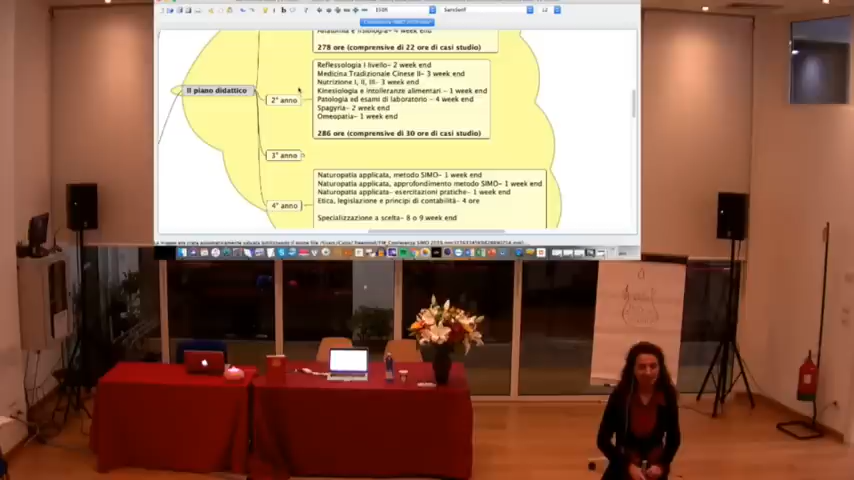 Anatomia e fisiologia- 4 week end
278 ore (comprensive di 22 ore di casi studio)
Il piano didattico
2° anno
Reflessologia I livello- 2 week end
Medicina Tradizionale Cinese II- 3 week end
Nutrizione I, II, III- 3 week end
Kinesiologia e intolleranze alimentari - 1 week end
Patologia ed esami di laboratorio - 4 week end
Spagyria- 2 week end
Omeopatia- 1 week end
286 ore (comprensive di 30 ore di casi studio)
3° anno
4° anno
Naturopatia applicata, metodo SIMO- 1 week end
Naturopatia applicata, approfondimento metodo SIMO- 1 week end
Naturopatia applicata- esercitazioni pratiche- 1 week end
Etica, legislazione e principi di contabilità- 4 ore
Specializzazione a scelta- 8 o 9 week end